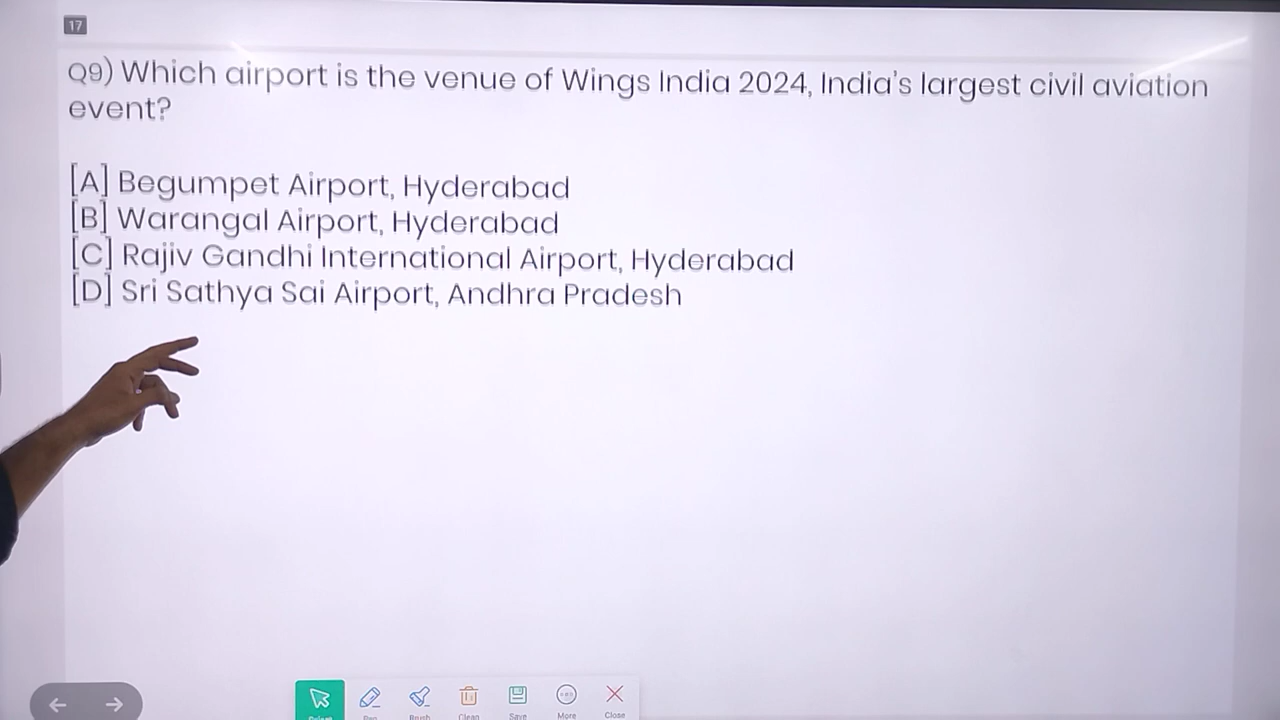 17
Q9) Which airport is the venue of Wings India 2024, India's largest civil aviation
event?
[A] Begumpet Airport, Hyderabad
[B] Warangal Airport, Hyderabad
[C] Rajiv Gandhi International Airport, Hyderabad
[D] Sri Sathya Sai Airport, Andhra Pradesh
Select Pen Brush Clean Save More Close